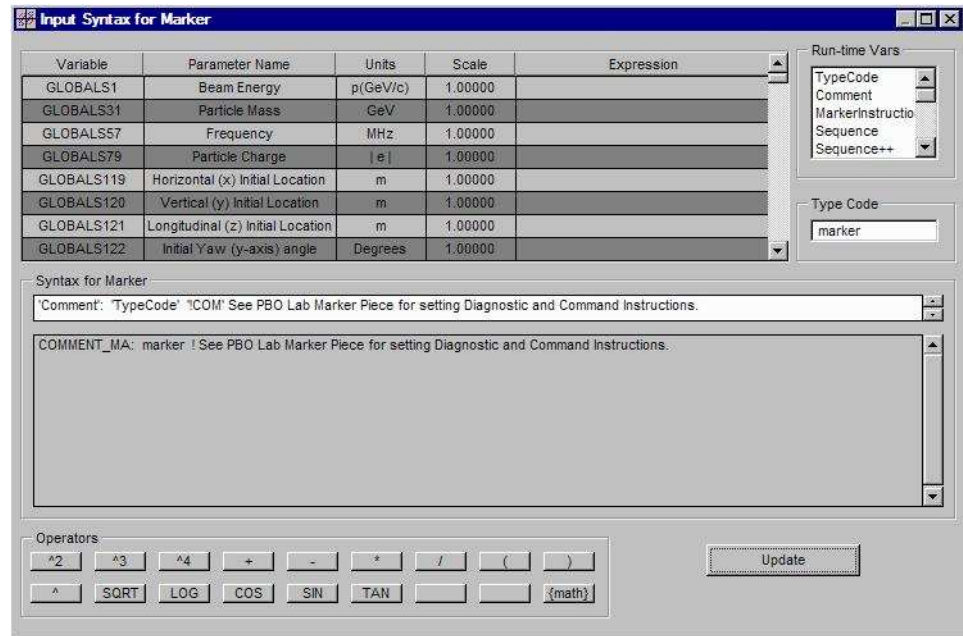 Input Syntax for Marker
Variable Parameter Name Units Scale Expression
GLOBALS1 Beam Energy p(GeV/c) 1.00000
GLOBALS31 Particle Mass GeV 1.00000
GLOBALS57 Frequency MHz 1.00000
GLOBALS79 Particle Charge |e| 1.00000
GLOBALS119 Horizontal (x) Initial Location m 1.00000
GLOBALS120 Vertical (y) Initial Location m 1.00000
GLOBALS121 Longitudinal (z) Initial Location m 1.00000
GLOBALS122 Initial Yaw (y-axis) angle Degrees 1.00000
Run-time Vars
TypeCode
Comment
MarkerInstructio
Sequence
Sequence++
Type Code
marker
Syntax for Marker
'Comment': 'TypeCode' '!COM' See PBO Lab Marker Piece for setting Diagnostic and Command Instructions.
COMMENT_MA: marker ! See PBO Lab Marker Piece for setting Diagnostic and Command Instructions.
Operators
^2 ^3 ^4 + - * / ( )
^ SQRT LOG COS SIN TAN {math}
Update